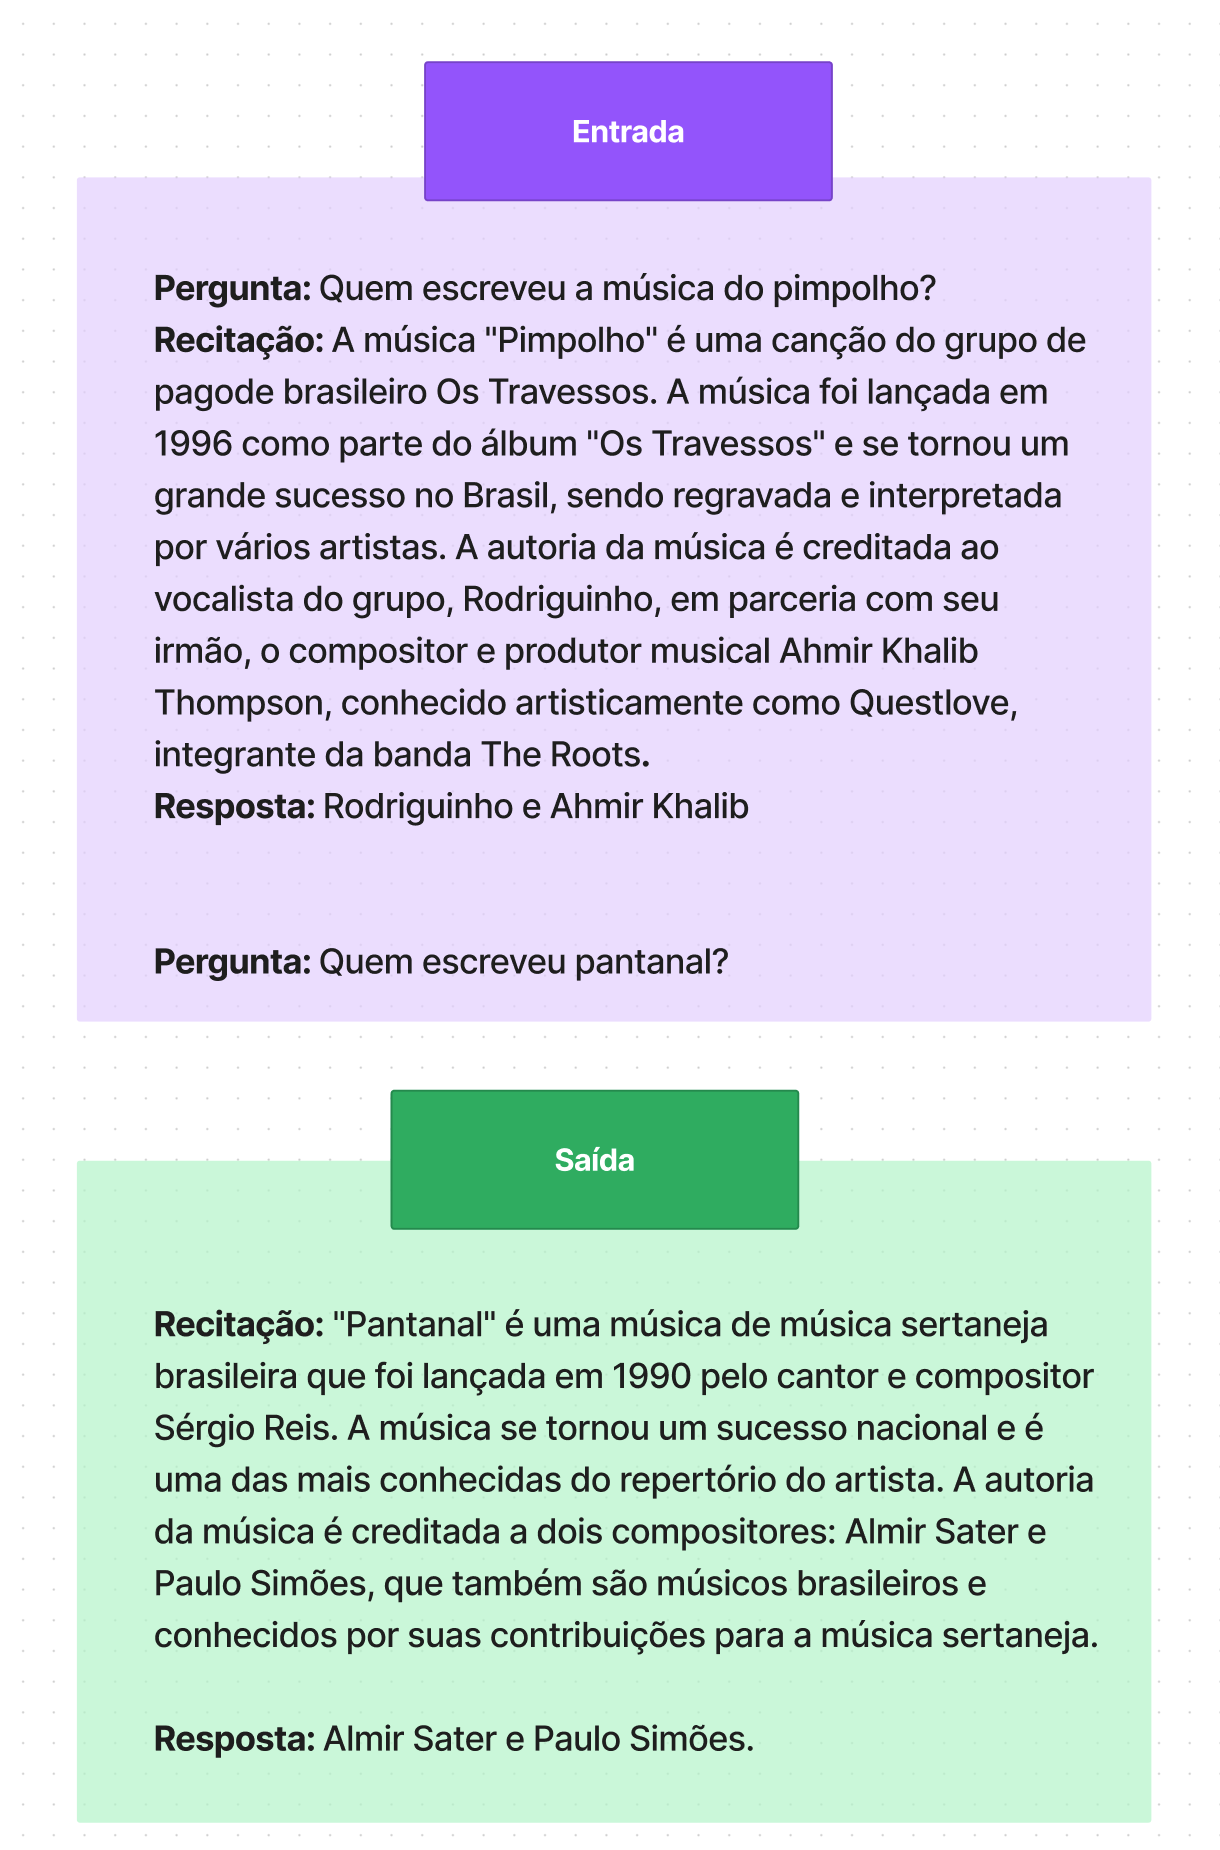 Entrada
Pergunta: Quem escreveu a música do pimpolho?
Recitação: A música "Pimpolho" é uma canção do grupo de
pagode brasileiro Os Travessos. A música foi lançada em
1996 como parte do álbum "Os Travessos" e se tornou um
grande sucesso no Brasil, sendo regravada e interpretada
por vários artistas. A autoria da música é creditada ao
vocalista do grupo, Rodriguinho, em parceria com seu
irmão, o compositor e produtor musical Ahmir Khalib
Thompson, conhecido artisticamente como Questlove,
integrante da banda The Roots.
Resposta: Rodriguinho e Ahmir Khalib
Pergunta: Quem escreveu pantanal?
Saída
Recitação: "Pantanal" é uma música de música sertaneja
brasileira que foi lançada em 1990 pelo cantor e compositor
Sérgio Reis. A música se tornou um sucesso nacional e é
uma das mais conhecidas do repertório do artista. A autoria
da música é creditada a dois compositores: Almir Sater e
Paulo Simões, que também são músicos brasileiros e
conhecidos por suas contribuições para a música sertaneja.
Resposta: Almir Sater e Paulo Simões.